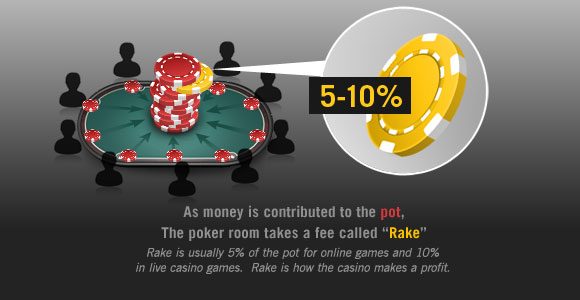 5-10%
As money is contributed to the pot,
The poker room takes a fee called “Rake”
Rake is usually 5% of the pot for online games and 10%
in live casino games.  Rake is how the casino makes a profit.